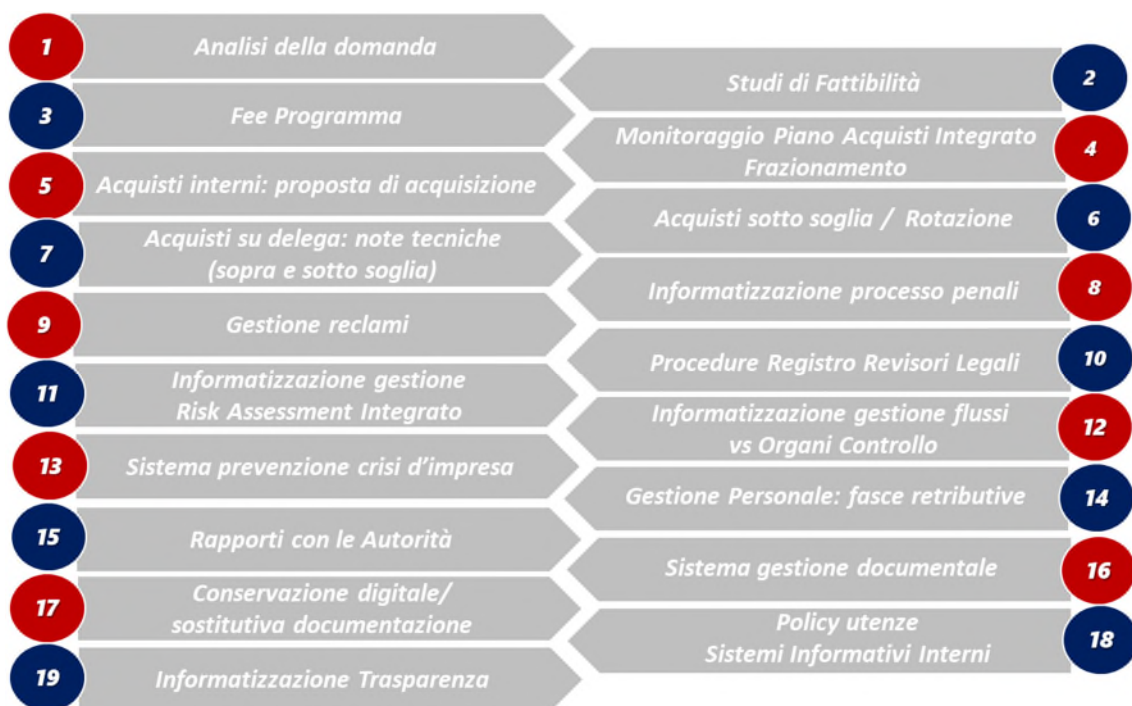 1
Analisi della domanda
2
Studi di Fattibilità
3
Fee Programma
4
Monitoraggio Piano Acquisti Integrato
Frazionamento
5
Acquisti interni: proposta di acquisizione
6
Acquisti sotto soglia / Rotazione
7
Acquisti su delega: note tecniche
(sopra e sotto soglia)
8
Informatizzazione processo penali
9
Gestione reclami
10
Procedure Registro Revisori Legali
11
Informatizzazione gestione
Risk Assessment Integrato
12
Informatizzazione gestione flussi
vs Organi Controllo
13
Sistema prevenzione crisi d’impresa
14
Gestione Personale: fasce retributive
15
Rapporti con le Autorità
16
Sistema gestione documentale
17
Conservazione digitale/
sostitutiva documentazione
18
Policy utenze
Sistemi Informativi Interni
19
Informatizzazione Trasparenza